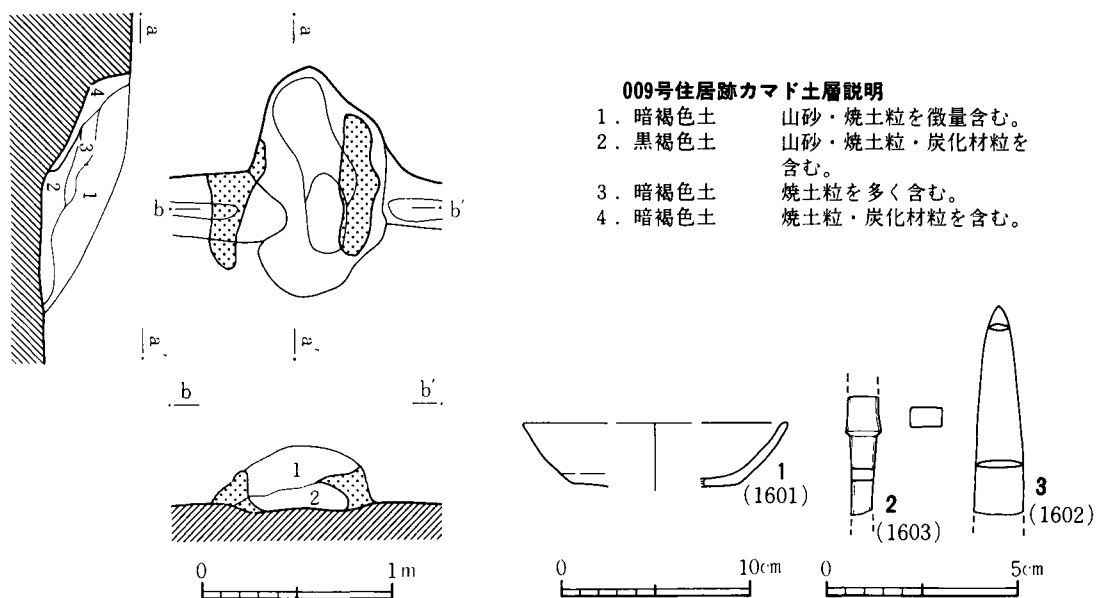 009号住居跡カマド土層説明
1．暗褐色土 山砂・焼土粒を徴量含む。
2．黒褐色土 山砂・焼土粒・炭化材粒を
含む。
3．暗褐色土 焼土粒を多く含む。
4．暗褐色土 焼土粒・炭化材粒を含む。
a a
4
3
2 1
b b′
a′ a′
b b′
1
2
0 1m
1
(1601)
2
(1603)
3
(1602)
0 10cm
0 5cm